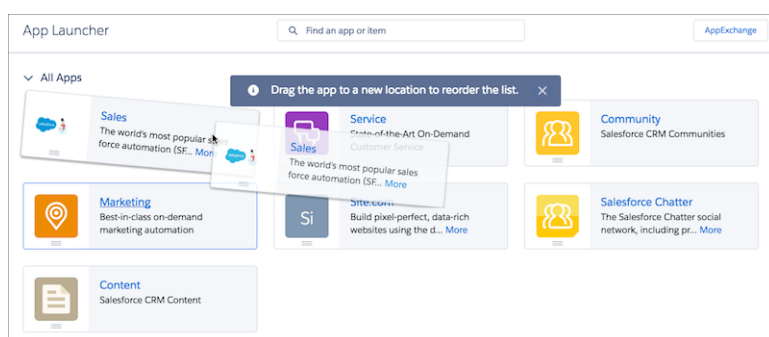 App Launcher
Find an app or item
AppExchange
All Apps
Drag the app to a new location to reorder the list.
Sales
The world's most popular
force automation (SF... More
Sales
The world's most popular sales
force automation (SF... More
Service
State-of-the-Art On-Demand
Customer Service
Community
Salesforce CRM Communities
Marketing
Best-in-class on-demand
marketing automation
Si
Site.com
Build pixel-perfect, data-rich
websites using the d... More
Salesforce Chatter
The Salesforce Chatter social
network, including pr... More
Content
Salesforce CRM Content